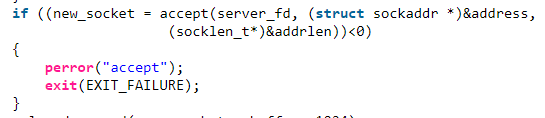 if ((new_socket = accept(server_fd, (struct sockaddr *)&address,
(socklen_t*)&addrlen))<0)
{
perror("accept");
exit(EXIT_FAILURE);
}